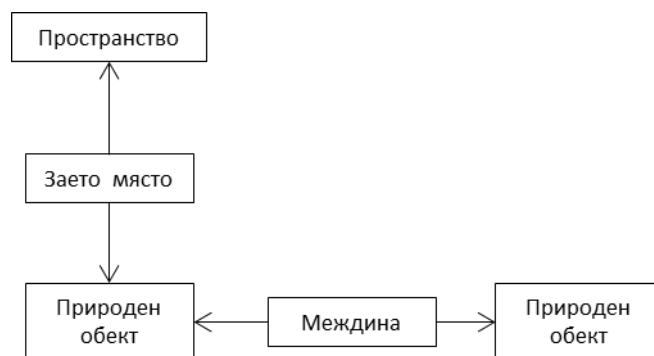 Пространство
Заето място
Природен
обект
Междина
Природен
обект